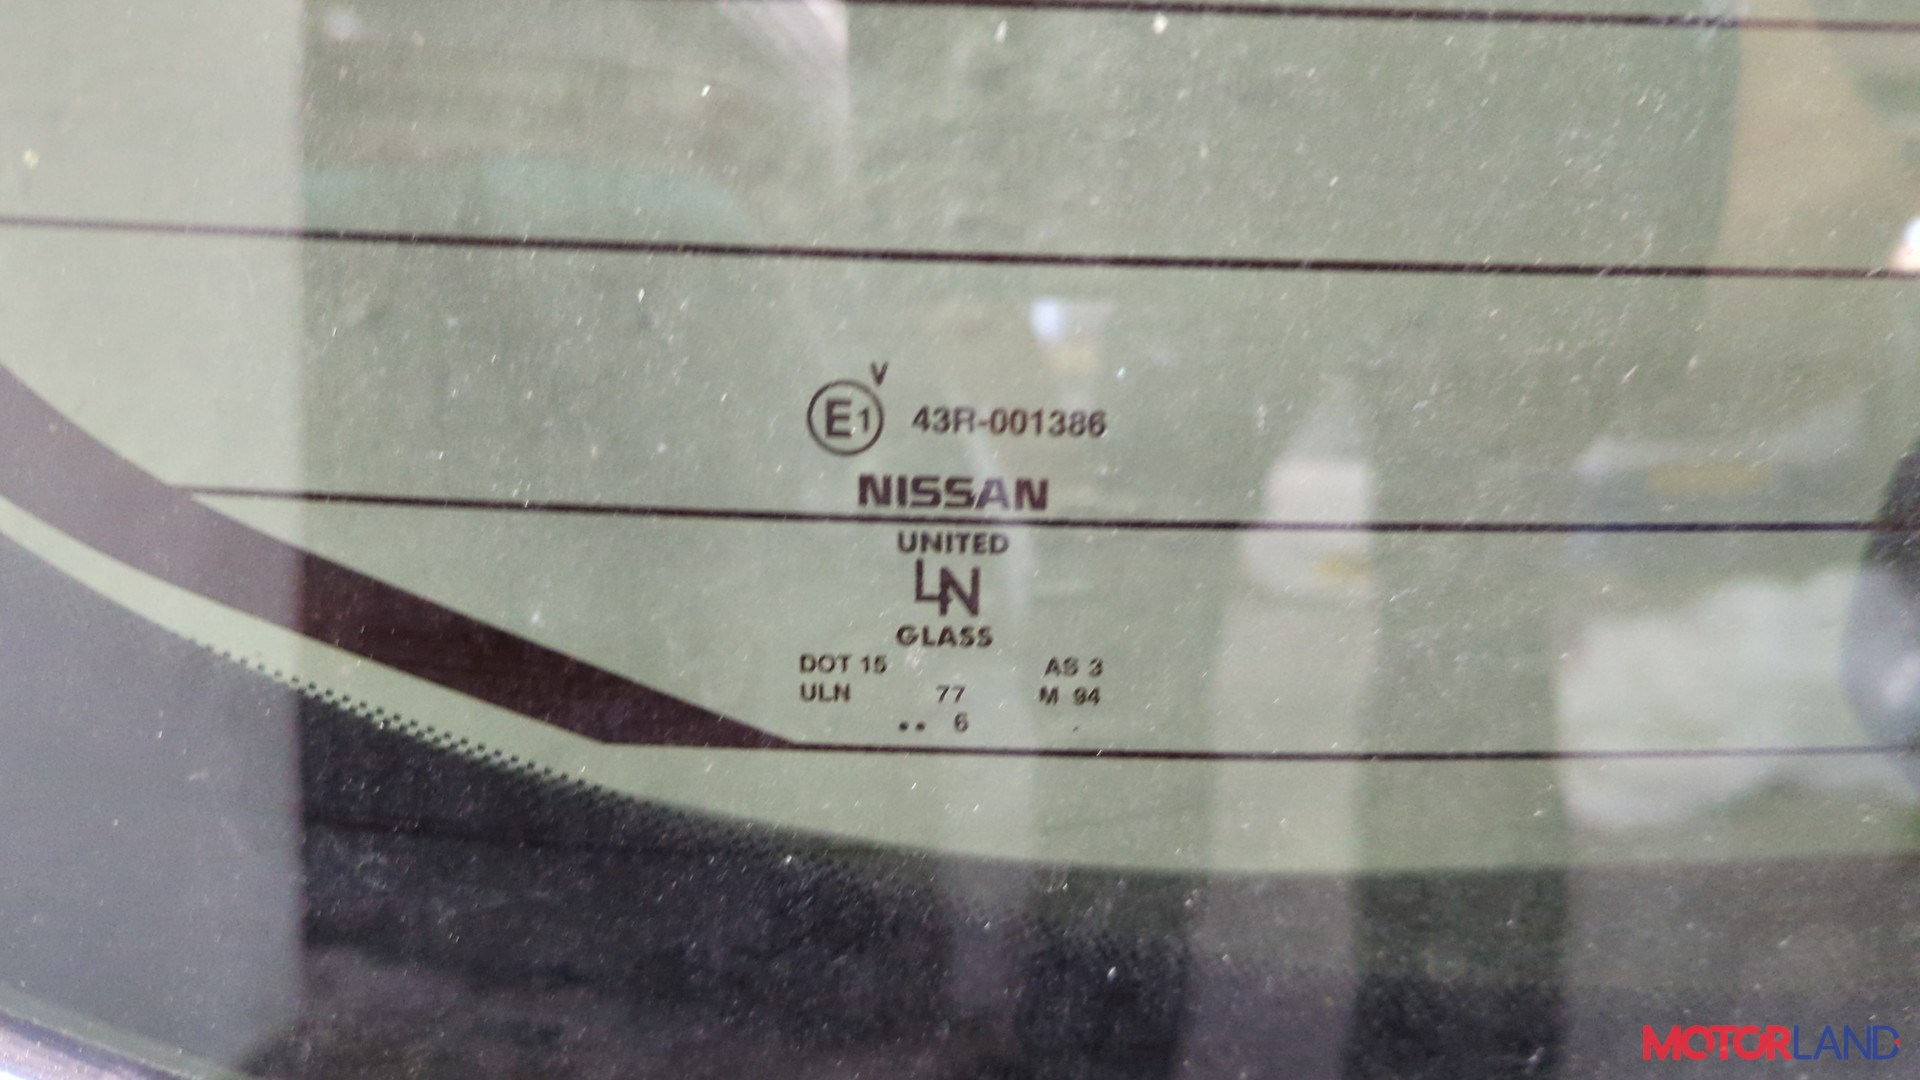 V
E1 43R-001386
NISSAN
UNITED
LN
GLASS
DOT 15 AS 3
ULN 77 M 94
.. 6 .
MOTORLAND